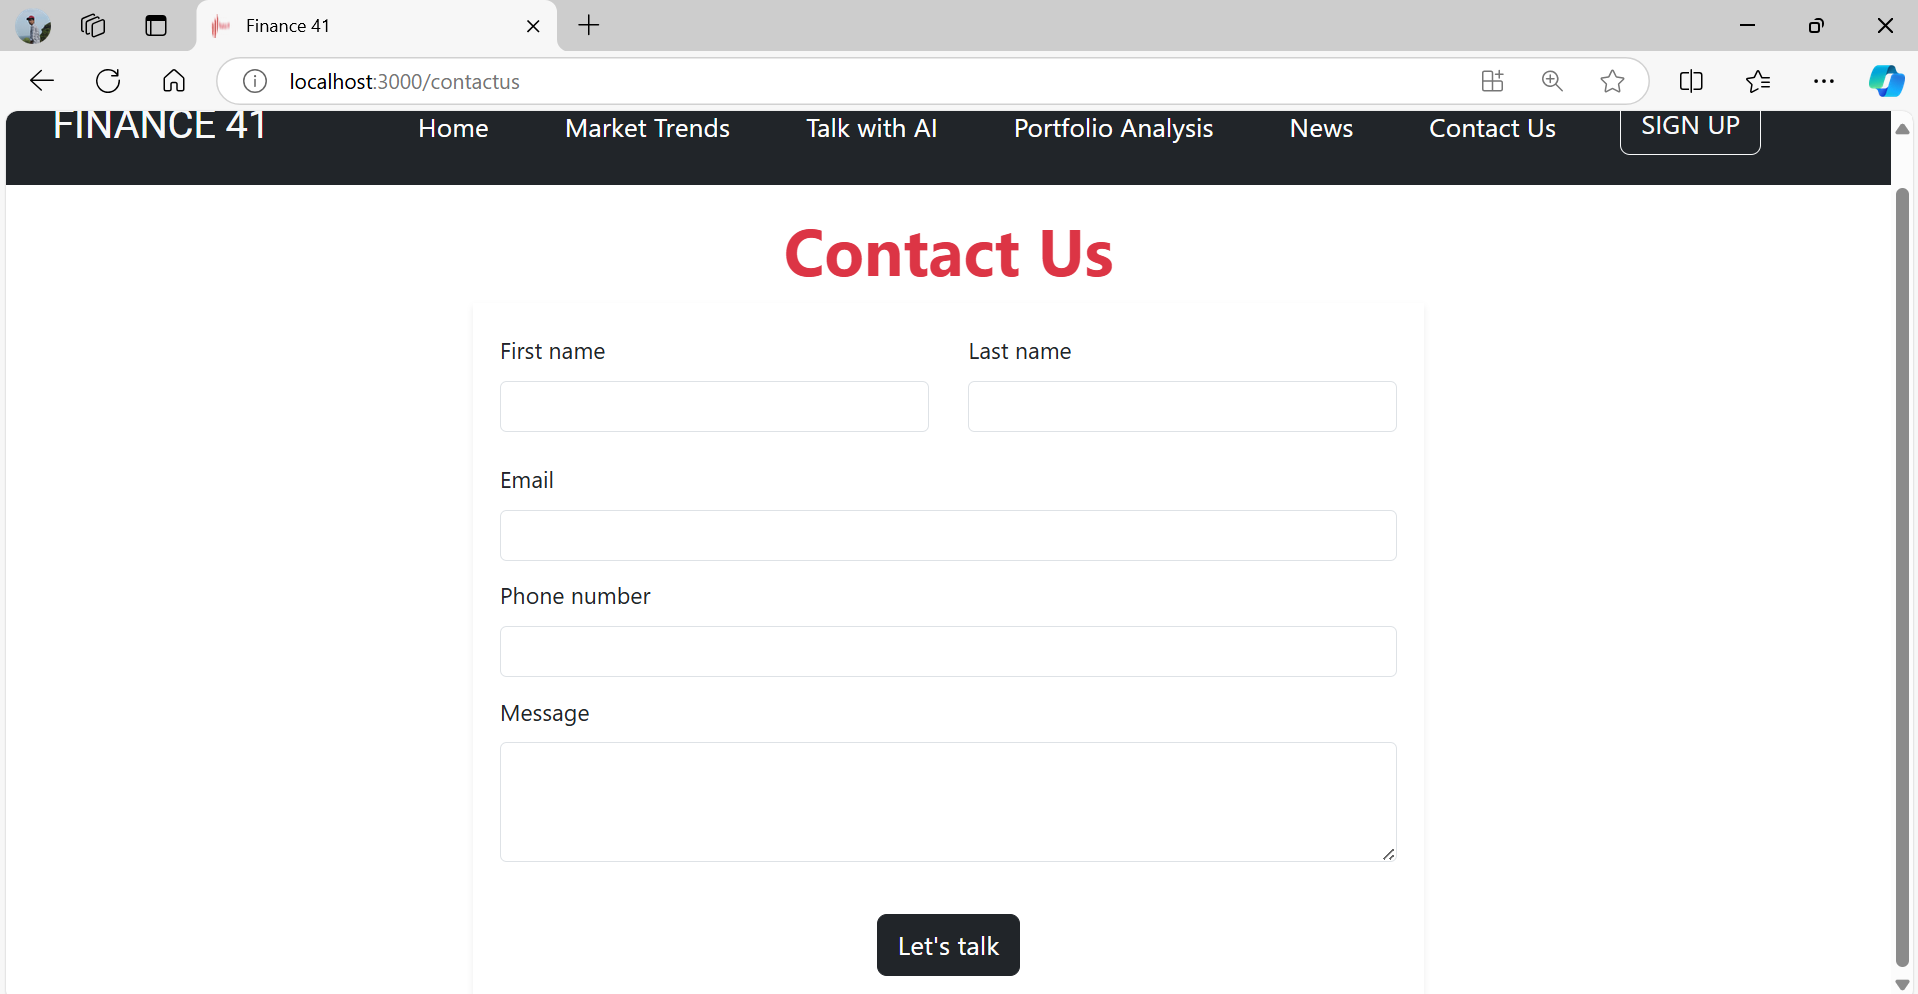 Finance 41
localhost:3000/contactus
FINANCE 41 Home Market Trends Talk with AI Portfolio Analysis News Contact Us SIGN UP
Contact Us
First name Last name
Email
Phone number
Message
Let's talk